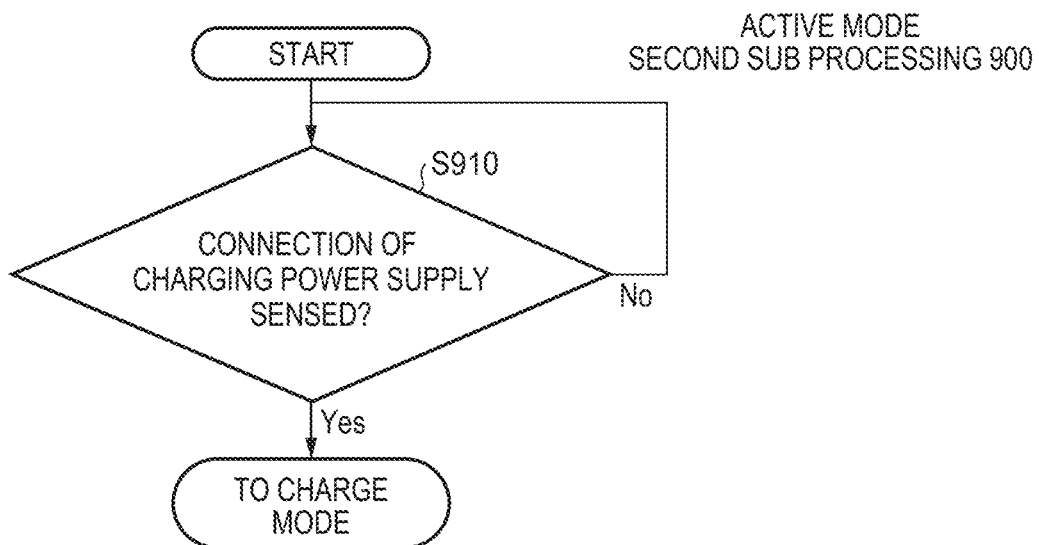 ACTIVE MODE
SECOND SUB PROCESSING 900
START
S910
CONNECTION OF
CHARGING POWER SUPPLY
SENSED?
No
Yes
TO CHARGE
MODE